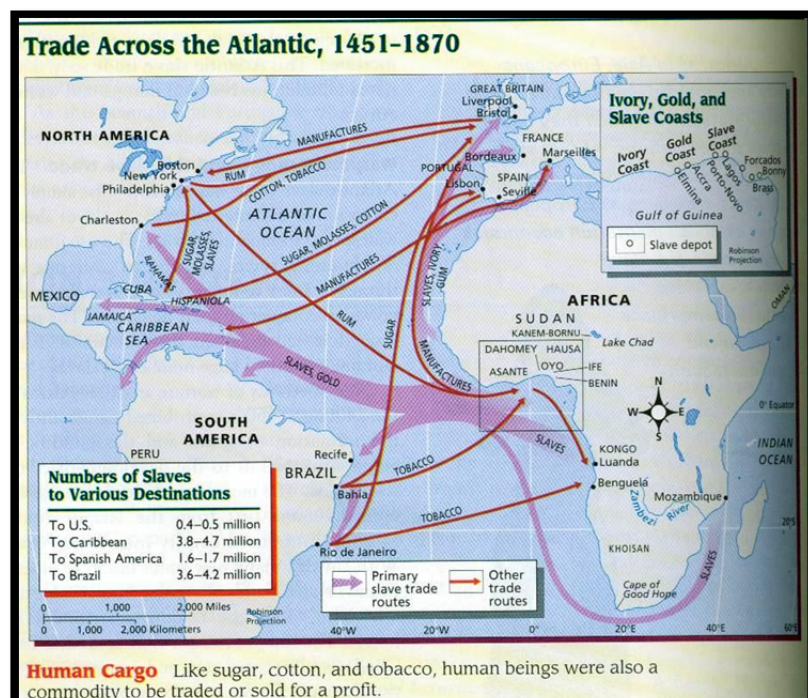 Trade Across the Atlantic, 1451–1870
GREAT BRITAIN
Liverpool
Bristol
NORTH AMERICA
MANUFACTURES
FRANCE
Boston
New York
Philadelphia
RUM
COTTON, TOBACCO
Bordeaux
Marseilles
PORTUGAL
SPAIN
Lisbon
Seville
Charleston
ATLANTIC
OCEAN
SUGAR, MOLASSES, COTTON
SUGAR,
MOLASSES,
SLAVES
BAHAMAS
MANUFACTURES
CUBA
MEXICO
HISPANIOLA
JAMAICA
CARIBBEAN
SEA
RUM
SUGAR
SLAVES, IVORY,
GUM
MANUFACTURES
SLAVES, GOLD
Ivory, Gold, and
Slave Coasts
Slave
Coast
Gold
Coast
Ivory
Coast
Forcados
Bonny
Brass
Lagos
Porto-Novo
Accra
Elmina
Gulf of Guinea
Slave depot
Robinson
Projection
OMAN
AFRICA
SUDAN
KANEM-BORNU
Lake Chad
DAHOMEY
HAUSA
OYO
IFE
ASANTE
BENIN
N
W
E
S
0° Equator
SOUTH
AMERICA
PERU
Recife
BRAZIL
Bahia
TOBACCO
SLAVES
KONGO
Luanda
Benguela
INDIAN
OCEAN
Mozambique
Zambezi
River
TOBACCO
Rio de Janeiro
20°S
KHOISAN
SLAVES
Cape of
Good Hope
Numbers of Slaves
to Various Destinations
To U.S. 0.4–0.5 million
To Caribbean 3.8–4.7 million
To Spanish America 1.6–1.7 million
To Brazil 3.6–4.2 million
Primary
slave trade
routes
Other
trade
routes
0 1,000 2,000 Miles
0 1,000 2,000 Kilometers
Robinson
Projection
40°W 20°W 0° 20°E 40°E 60°E
Human Cargo Like sugar, cotton, and tobacco, human beings were also a
commodity to be traded or sold for a profit.